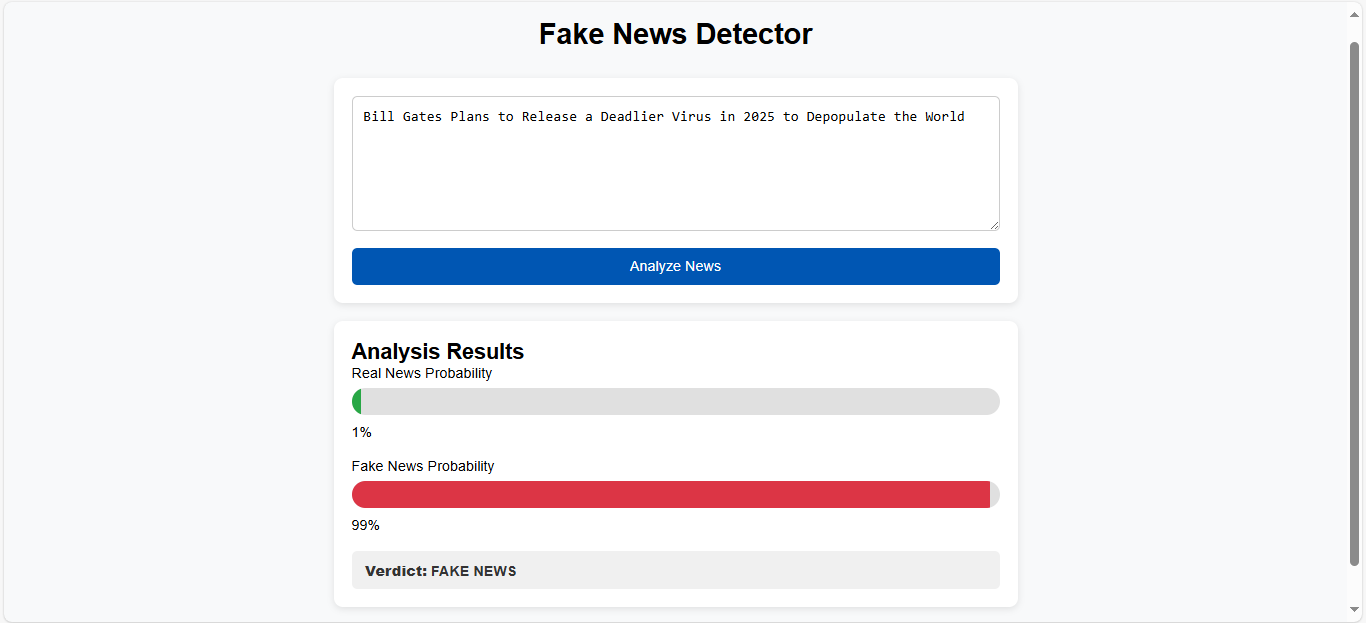 Fake News Detector
Bill Gates Plans to Release a Deadlier Virus in 2025 to Depopulate the World
Analyze News
Analysis Results
Real News Probability
1%
Fake News Probability
99%
Verdict: FAKE NEWS